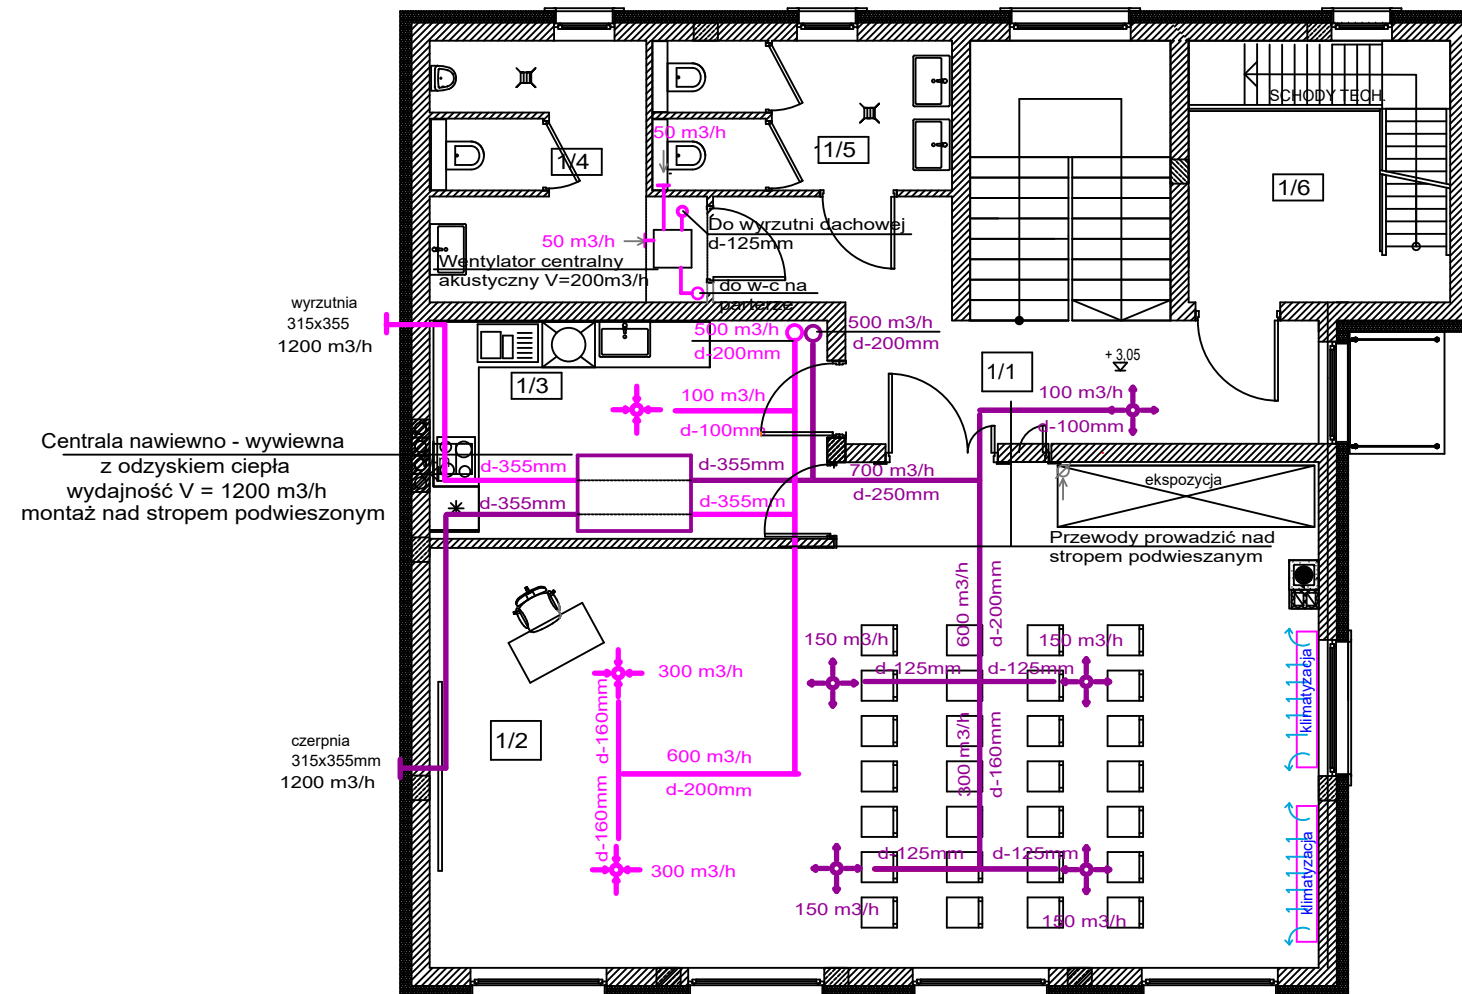 SCHODY TECH.
50 m3/h
1/4
1/5
1/6
Do wyrzutni dachowej
d-125mm
50 m3/h
Wentylator centralny
akustyczny V=200m3/h
do w-c na
parterze
wyrzutnia
315x355
1200 m3/h
500 m3/h
d-200mm
500 m3/h
d-200mm
1/3
1/1
+ 3,05
100 m3/h
d-100mm
100 m3/h
d-100mm
Centrala nawiewno - wywiewna
z odzyskiem ciepła
wydajność V = 1200 m3/h
montaż nad stropem podwieszonym
d-355mm
d-355mm
d-355mm
d-355mm
700 m3/h
d-250mm
ekspozycja
Przewody prowadzić nad
stropem podwieszanym
600 m3/h
d-200mm
150 m3/h
150 m3/h
d-125mm
d-125mm
300 m3/h
d-160mm
600 m3/h
d-200mm
d-160mm
300 m3/h
300 m3/h
d-160mm
1/2
czerpnia
315x355mm
1200 m3/h
d-125mm
d-125mm
150 m3/h
150 m3/h
klimatyzacja
klimatyzacja